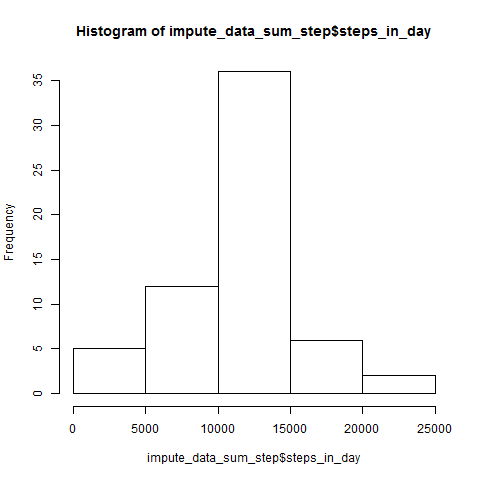 Histogram of impute_data_sum_step$steps_in_day
Frequency
35
30
25
20
15
10
5
0
0 5000 10000 15000 20000 25000
impute_data_sum_step$steps_in_day